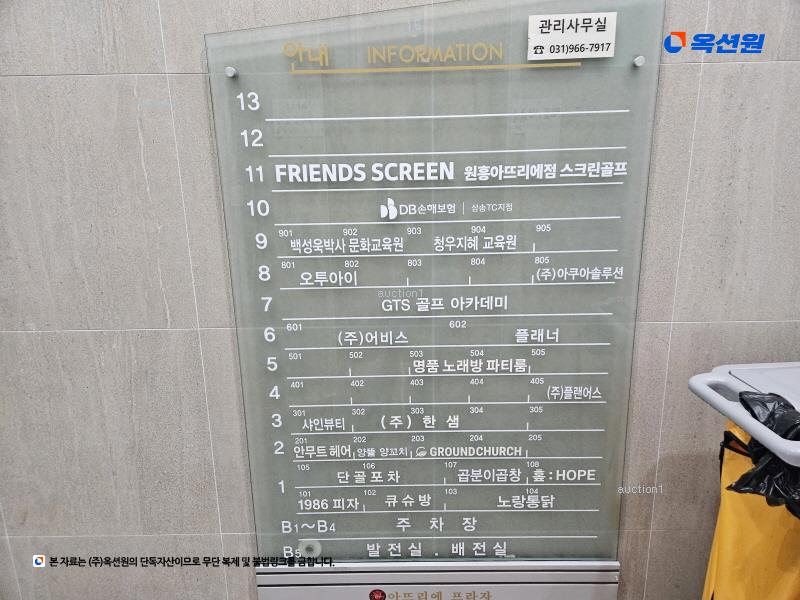 안내 INFORMATION
관리사무실
☎ 031)966-7917
옥션원
13
12
11 FRIENDS SCREEN 원흥아뜨리에점 스크린골프
10 DB손해보험 | 삼송TC지점
901 902 903 904 905
9 백성욱박사 문화교육원 청우지혜 교육원
801 802 803 804 805
8 오투아이 (주)아쿠아솔루션
auction1
7 GTS 골프 아카데미
601 602
6 (주)어비스 플래너
501 502 503 504 505
5 명품 노래방 파티룸
401 402 403 404 405
4 (주)플랜어스
301 302 303 304 305
3 샤인뷰티 (주) 한 샘
201 202 203 204 205
2 안무트헤어 양뜰 양꼬치 GROUNDCHURCH
105 106 107 108
1 단골포차 곱분이곱창 훞:HOPE
auction1
101 102 103 104
1986 피자 큐슈방 노랑통닭
B1~B4 주 차 장
B5 발전실 . 배전실
본 자료는 (주)옥션원의 단독자산이므로 무단 복제 및 불법링크를 금합니다.
아뜨리에 프라자